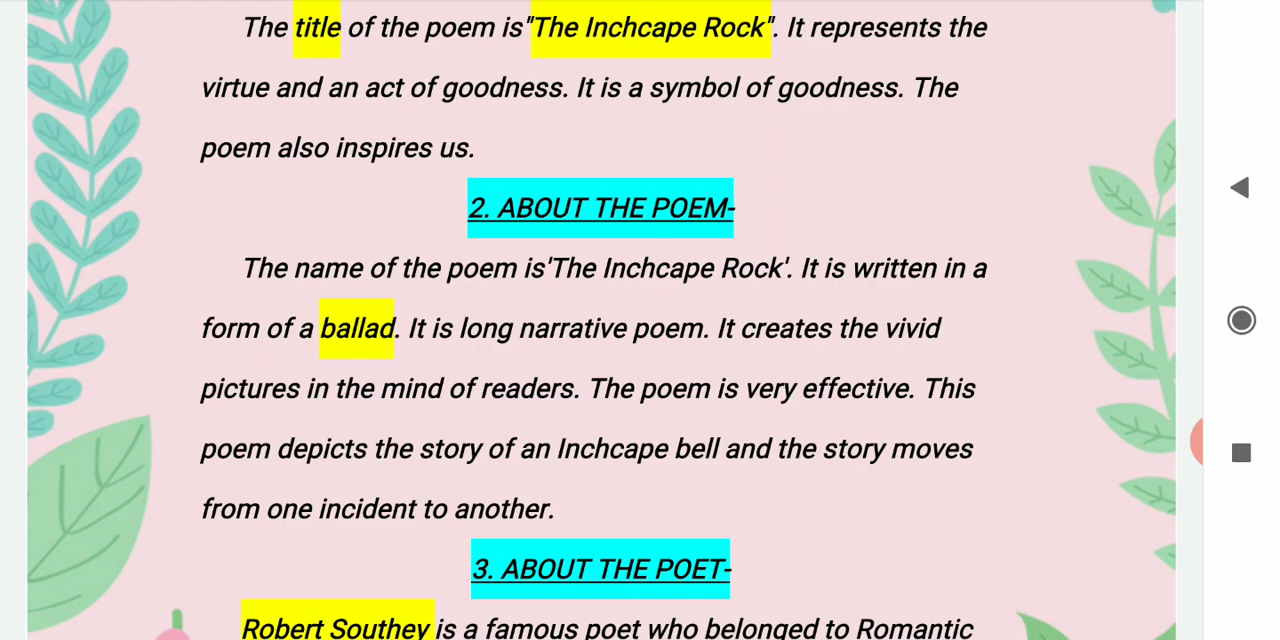 The title of the poem is"The Inchcape Rock". It represents the
virtue and an act of goodness. It is a symbol of goodness. The
poem also inspires us.
2. ABOUT THE POEM-
The name of the poem is'The Inchcape Rock'. It is written in a
form of a ballad. It is long narrative poem. It creates the vivid
pictures in the mind of readers. The poem is very effective. This
poem depicts the story of an Inchcape bell and the story moves
from one incident to another.
3. ABOUT THE POET-
Robert Southey is a famous poet who belonged to Romantic